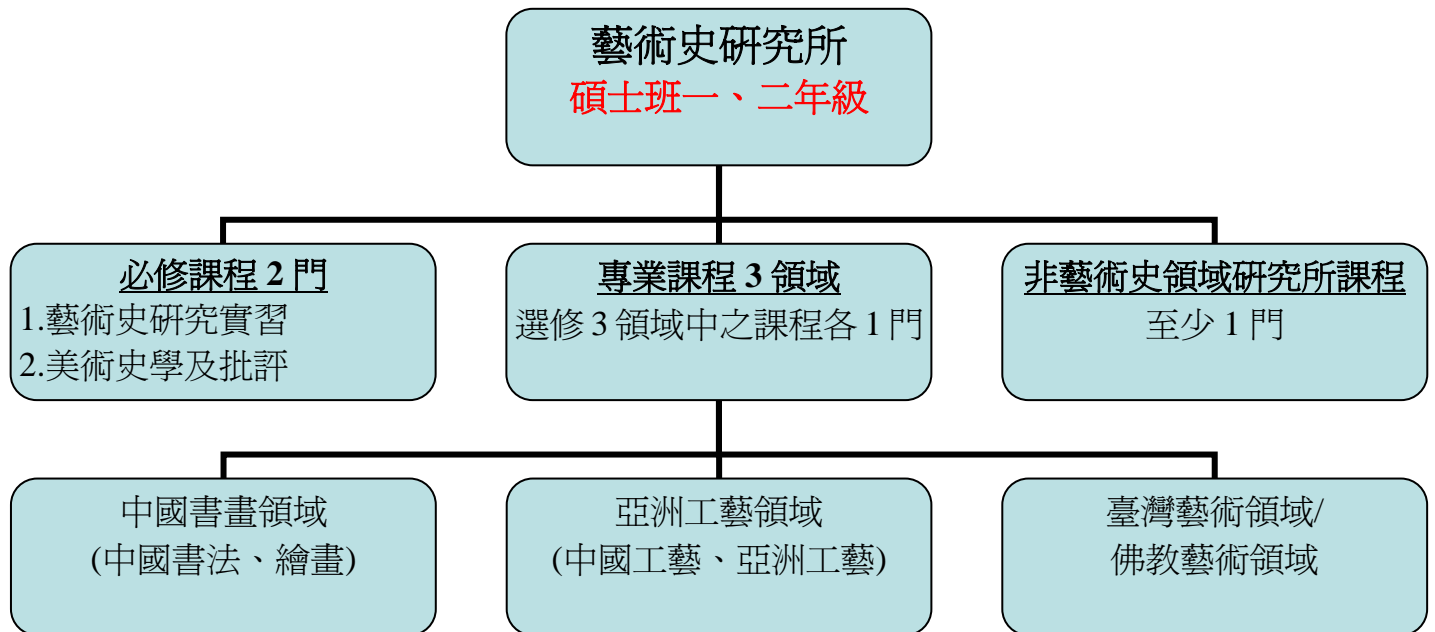 藝術史研究所
碩士班一、二年級
必修課程 2 門
1.藝術史研究實習
2.美術史學及批評
專業課程 3 領域
選修 3 領域中之課程各 1 門
非藝術史領域研究所課程
至少 1 門
中國書畫領域
(中國書法、繪畫)
亞洲工藝領域
(中國工藝、亞洲工藝)
臺灣藝術領域/
佛教藝術領域